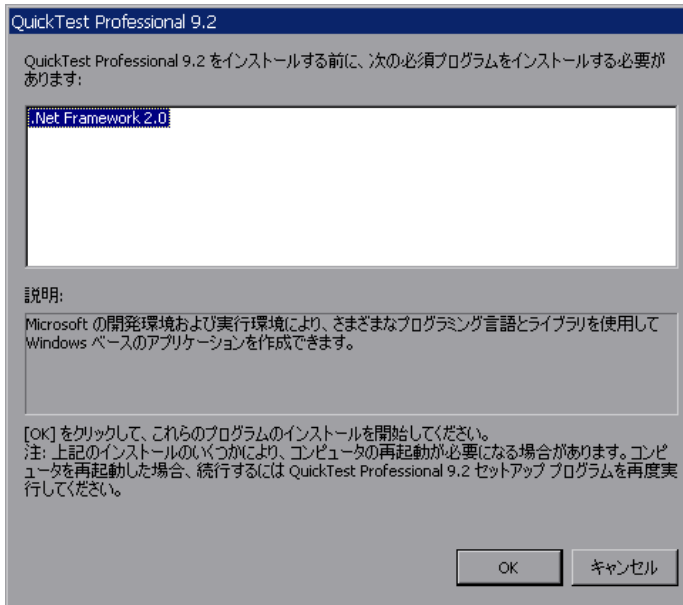 QuickTest Professional 9.2
QuickTest Professional 9.2 をインストールする前に、次の必須プログラムをインストールする必要が
あります:
.Net Framework 2.0
説明:
Microsoft の開発環境および実行環境により、さまざまなプログラミング言語とライブラリを使用して
Windows ベースのアプリケーションを作成できます。
[OK] をクリックして、これらのプログラムのインストールを開始してください。
注: 上記のインストールのいくつかにより、コンピュータの再起動が必要になる場合があります。コンピ
ュータを再起動した場合、続行するには QuickTest Professional 9.2 セットアップ プログラムを再度実
行してください。
OK
キャンセル